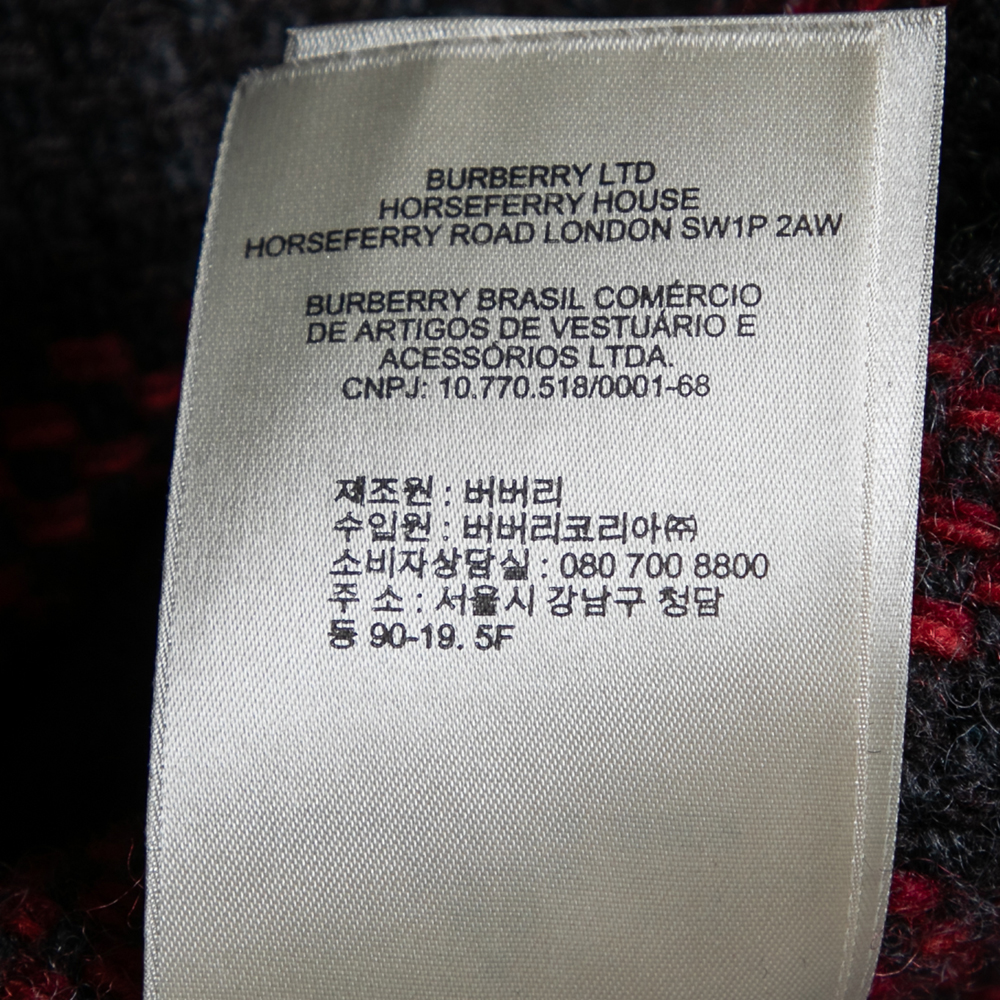 BURBERRY LTD
HORSEFERRY HOUSE
HORSEFERRY ROAD LONDON SW1P 2AW
BURBERRY BRASIL COMÉRCIO
DE ARTIGOS DE VESTUÁRIO E
ACESSÓRIOS LTDA.
CNPJ: 10.770.518/0001-68
제조원 : 버버리
수입원 : 버버리코리아㈜
소비자상담실 : 080 700 8800
주 소 : 서울시 강남구 청담
동 90-19. 5F